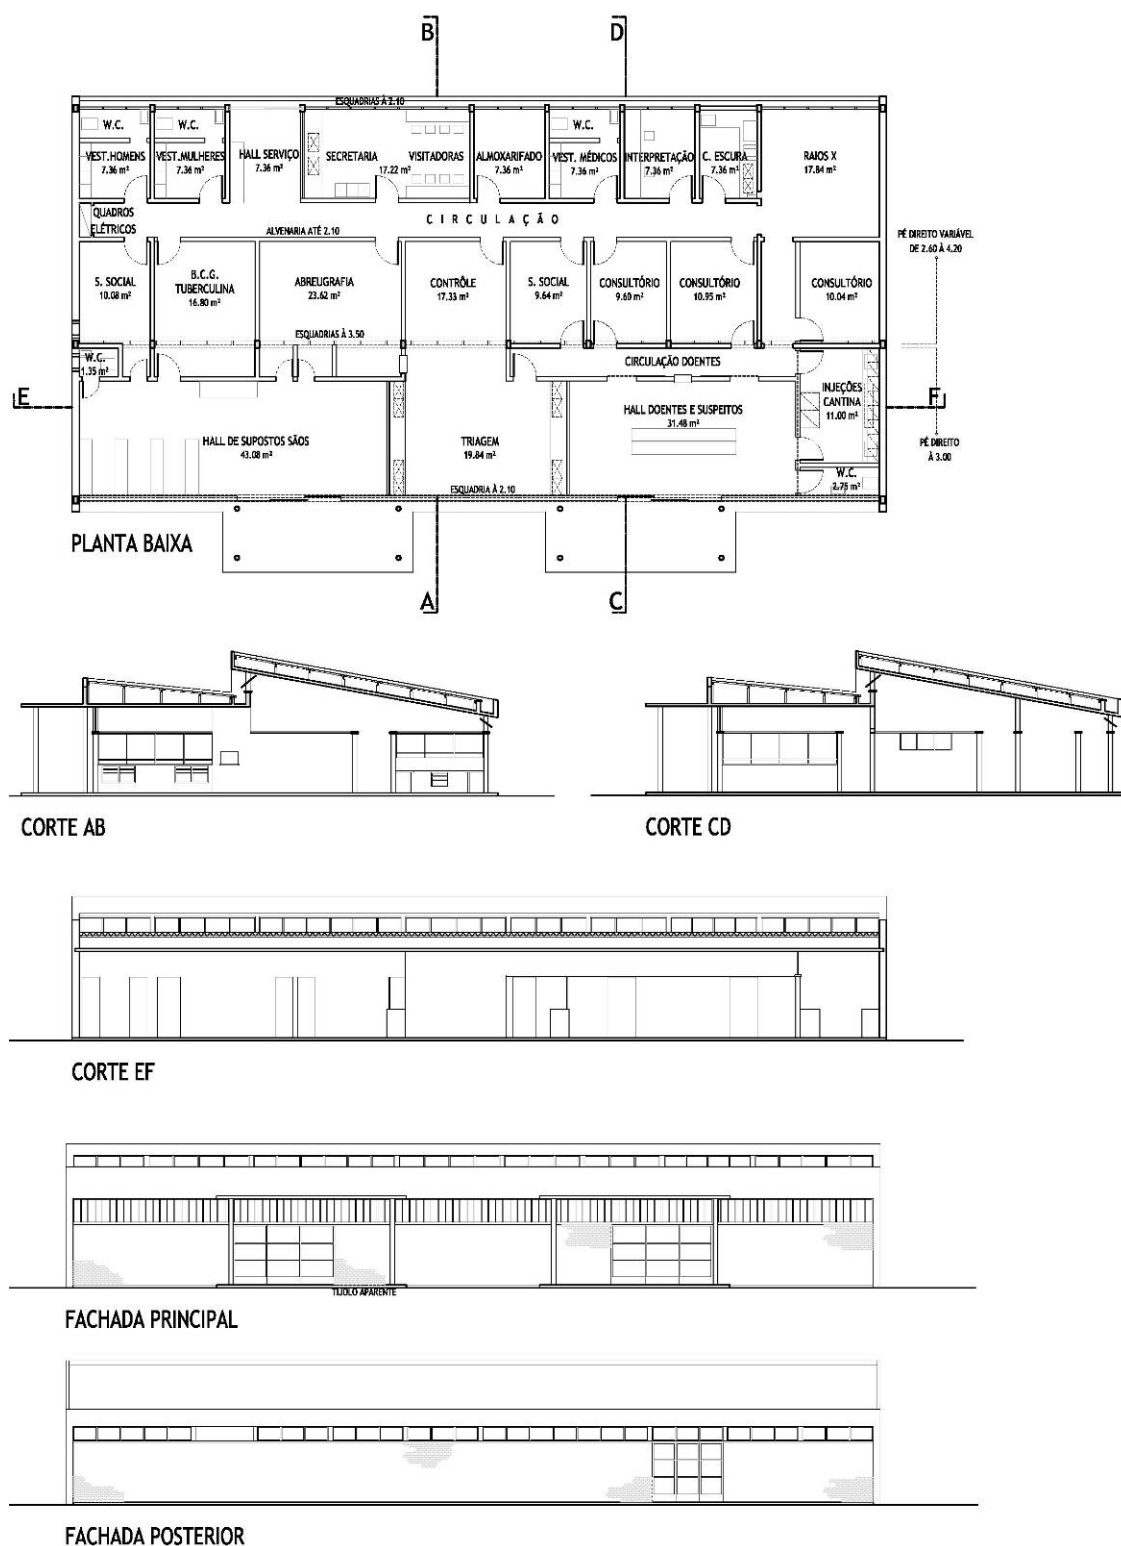 B
D
ESQUADRIAS À 2.10
W.C.
W.C.
W.C.
VEST.HOMENS
7.36 m²
VEST.MULHERES
7.36 m²
HALL SERVIÇO
7.36 m²
SECRETARIA
VISITADORAS
17.22 m²
ALMOXARIFADO
7.36 m²
VEST. MÉDICOS
7.36 m²
INTERPRETAÇÃO
7.36 m²
C. ESCURA
7.36 m²
RAIOS X
17.84 m²
QUADROS
ELÉTRICOS
CIRCULAÇÃO
ALVENARIA ATÉ 2.10
PÉ DIREITO VARIÁVEL
DE 2.60 À 4.20
S. SOCIAL
10.08 m²
B.C.G.
TUBERCULINA
16.80 m²
ABREUGRAFIA
23.62 m²
CONTRÔLE
17.33 m²
S. SOCIAL
9.64 m²
CONSULTÓRIO
9.60 m²
CONSULTÓRIO
10.95 m²
CONSULTÓRIO
10.04 m²
ESQUADRIAS À 3.50
W.C.
1.35 m²
CIRCULAÇÃO DOENTES
E
F
INJEÇÕES
CANTINA
11.00 m²
HALL DE SUPOSTOS SÃOS
43.08 m²
TRIAGEM
19.84 m²
HALL DOENTES E SUSPEITOS
31.48 m²
PÉ DIREITO
À 3.00
W.C.
2.75 m²
ESQUADRIA À 2.10
PLANTA BAIXA
A
C
CORTE AB
CORTE CD
CORTE EF
TIJOLO APARENTE
FACHADA PRINCIPAL
FACHADA POSTERIOR